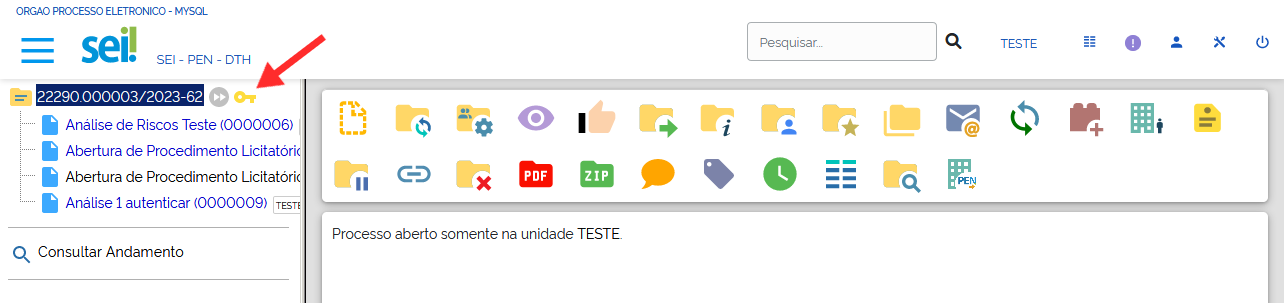 ORGAO PROCESSO ELETRONICO - MYSQL
sei!
SEI - PEN - DTH
Pesquisar...
TESTE
22290.000003/2023-62
Análise de Riscos Teste (0000006)
Abertura de Procedimento Licitatório
Abertura de Procedimento Licitatório
Análise 1 autenticar (0000009) TESTE
Consultar Andamento
i
@
PDF
ZIP
PEN
Processo aberto somente na unidade TESTE.